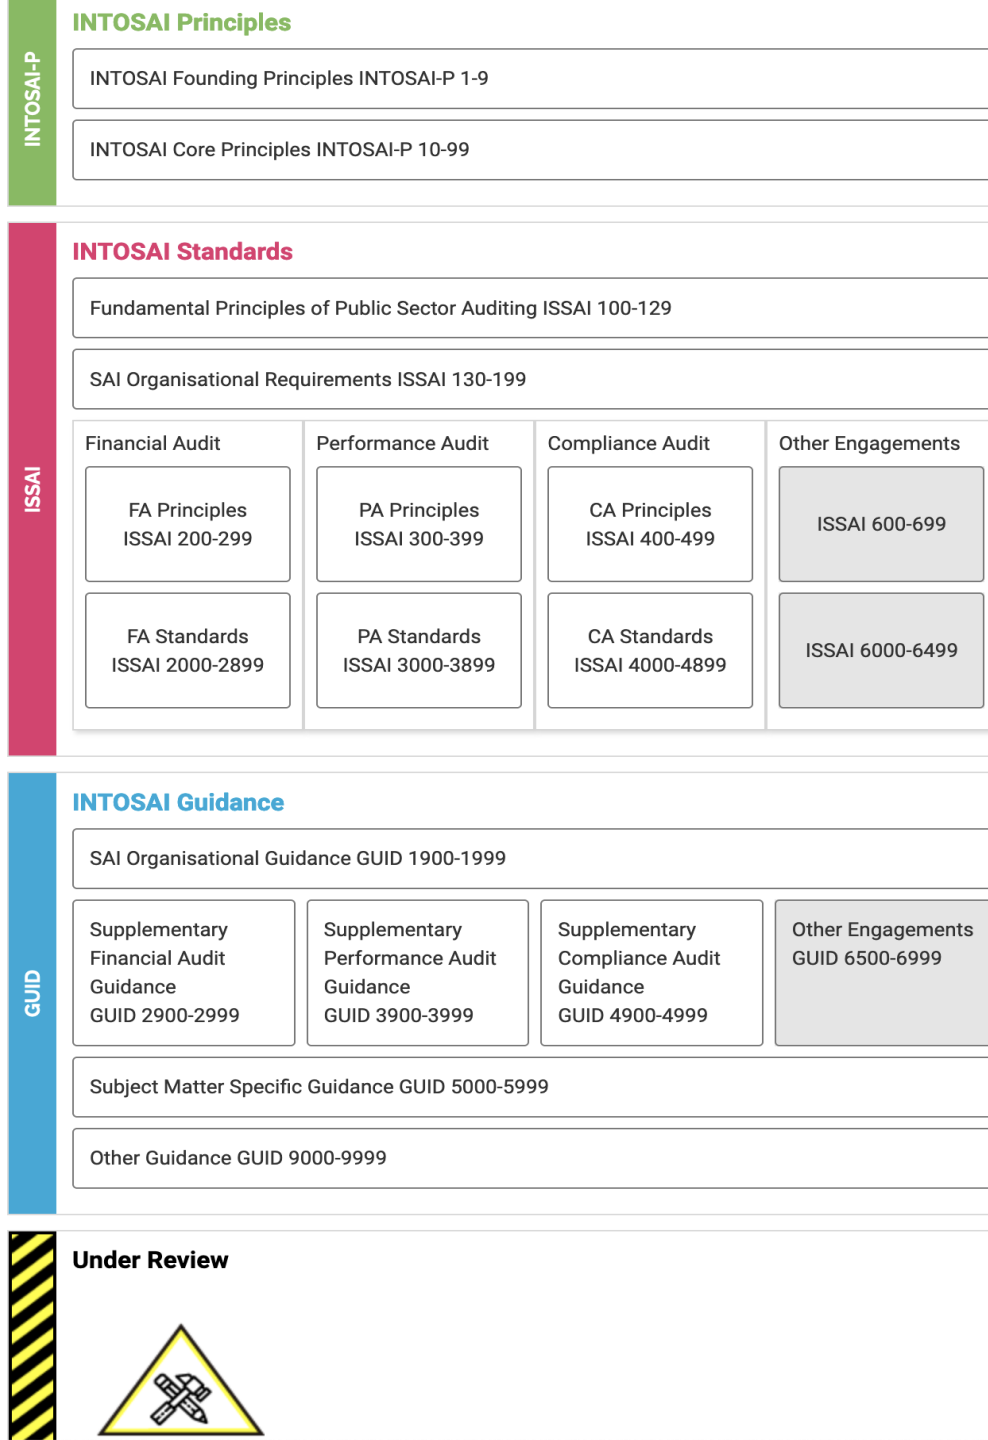 INTOSAI-P
INTOSAI Principles
INTOSAI Founding Principles INTOSAI-P 1-9
INTOSAI Core Principles INTOSAI-P 10-99
ISSAI
INTOSAI Standards
Fundamental Principles of Public Sector Auditing ISSAI 100-129
SAI Organisational Requirements ISSAI 130-199
Financial Audit
FA Principles
ISSAI 200-299
FA Standards
ISSAI 2000-2899
Performance Audit
PA Principles
ISSAI 300-399
PA Standards
ISSAI 3000-3899
Compliance Audit
CA Principles
ISSAI 400-499
CA Standards
ISSAI 4000-4899
Other Engagements
ISSAI 600-699
ISSAI 6000-6499
GUID
INTOSAI Guidance
SAI Organisational Guidance GUID 1900-1999
Supplementary
Financial Audit
Guidance
GUID 2900-2999
Supplementary
Performance Audit
Guidance
GUID 3900-3999
Supplementary
Compliance Audit
Guidance
GUID 4900-4999
Other Engagements
GUID 6500-6999
Subject Matter Specific Guidance GUID 5000-5999
Other Guidance GUID 9000-9999
Under Review